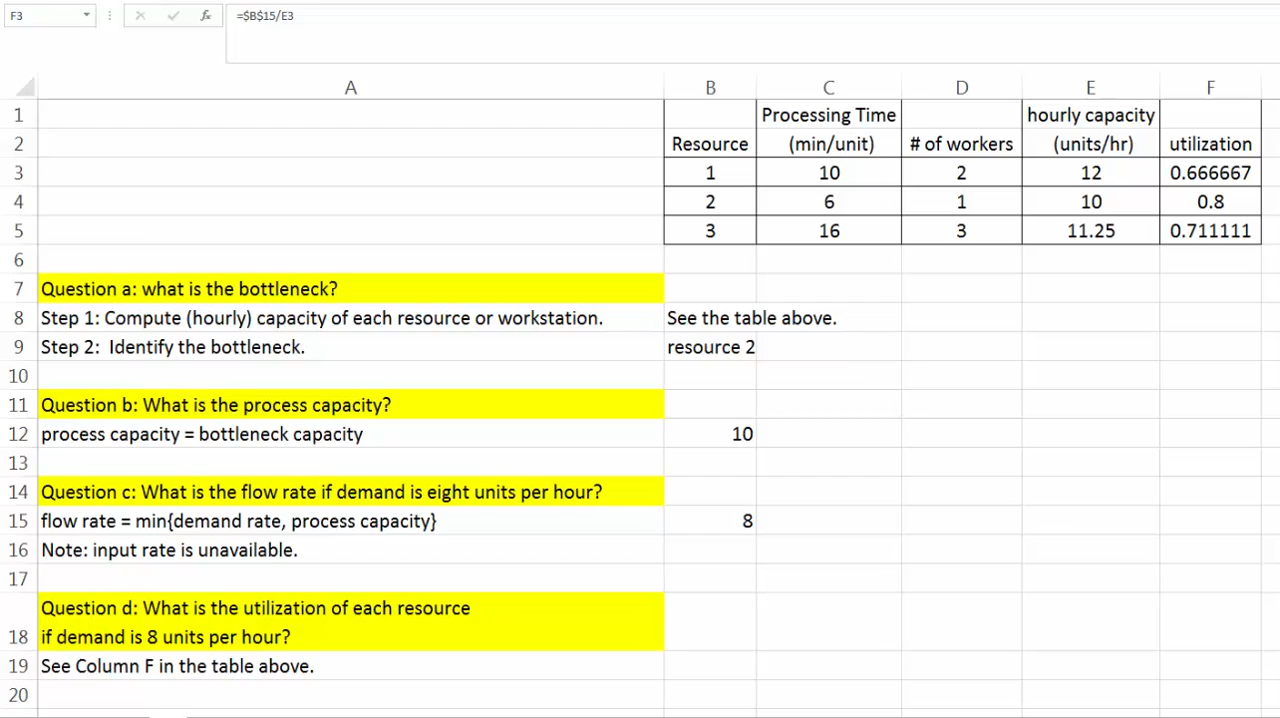 F3 fx =$B$15/E3
A B C D E F
1 Processing Time hourly capacity
2 Resource (min/unit) # of workers (units/hr) utilization
3 1 10 2 12 0.666667
4 2 6 1 10 0.8
5 3 16 3 11.25 0.711111
6
7 Question a: what is the bottleneck?
8 Step 1: Compute (hourly) capacity of each resource or workstation. See the table above.
9 Step 2: Identify the bottleneck. resource 2
10
11 Question b: What is the process capacity?
12 process capacity = bottleneck capacity 10
13
14 Question c: What is the flow rate if demand is eight units per hour?
15 flow rate = min{demand rate, process capacity} 8
16 Note: input rate is unavailable.
17
Question d: What is the utilization of each resource
18 if demand is 8 units per hour?
19 See Column F in the table above.
20